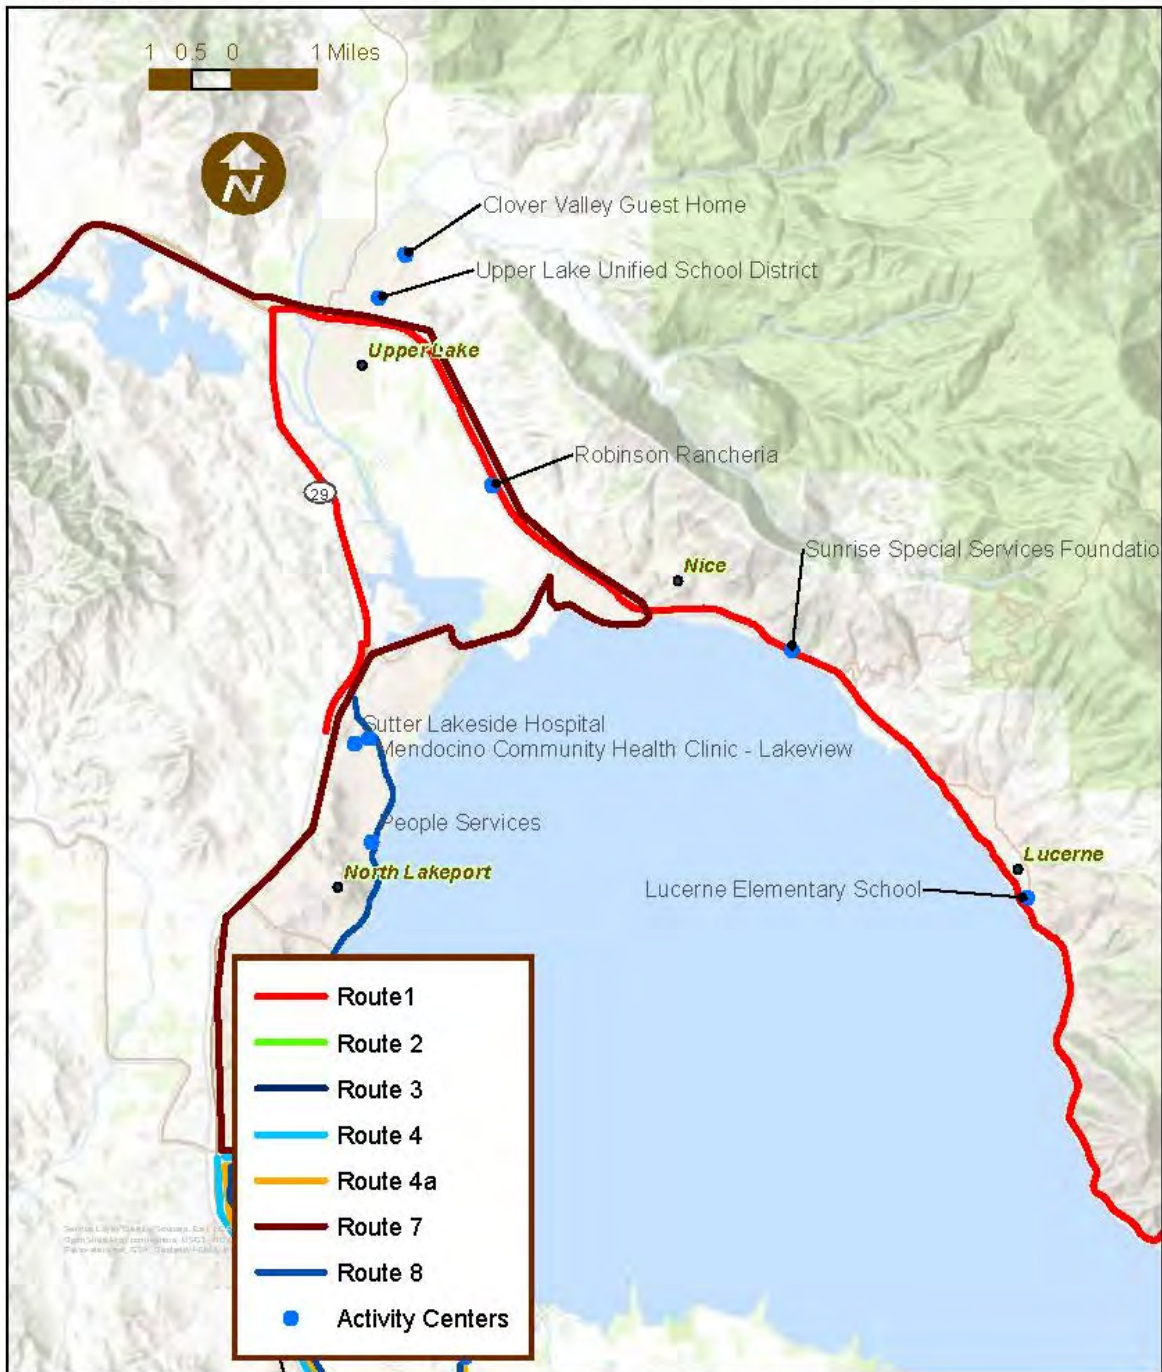 1 0.5 0 1 Miles
N
Clover Valley Guest Home
Upper Lake Unified School District
Upper Lake
Robinson Rancheria
29
Sunrise Special Services Foundatio
Nice
Sutter Lakeside Hospital
Mendocino Community Health Clinic - Lakeview
People Services
Lucerne
North Lakeport
Lucerne Elementary School
Route1
Route 2
Route 3
Route 4
Route 4a
Route 7
Route 8
Activity Centers